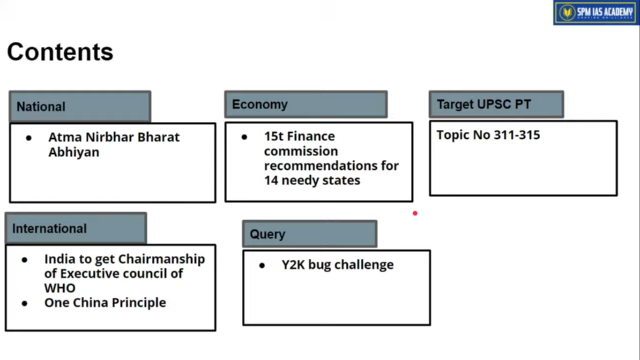 SPM IAS ACADEMY
Contents
National
Atma Nirbhar Bharat
Abhiyan
Economy
15t Finance
commission
recommendations for
14 needy states
Target UPSC PT
Topic No 311-315
International
India to get Chairmanship
of Executive council of
WHO
One China Principle
Query
Y2K bug challenge